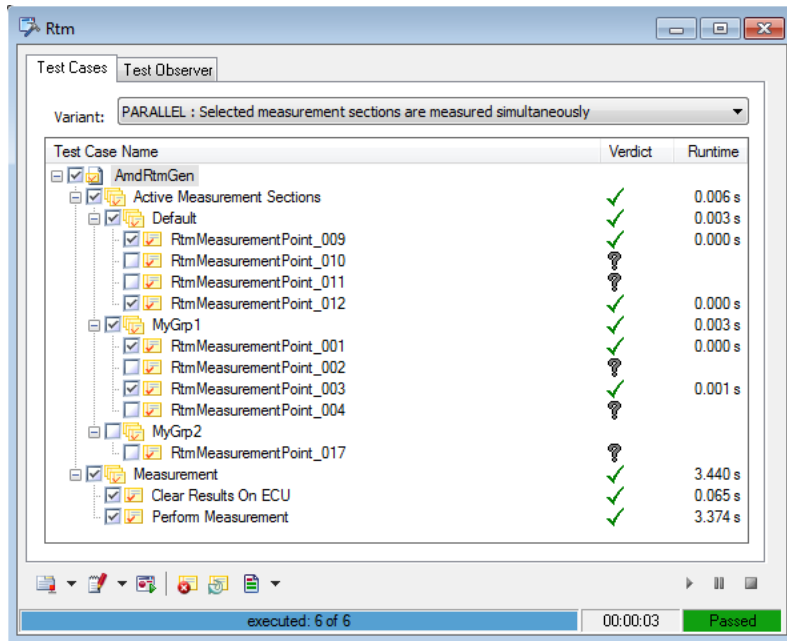 Rtm
Test Cases Test Observer
Variant: PARALLEL : Selected measurement sections are measured simultaneously
Test Case Name Verdict Runtime
AmdRtmGen
Active Measurement Sections 0.006 s
Default 0.003 s
RtmMeasurementPoint_009 0.000 s
RtmMeasurementPoint_010
RtmMeasurementPoint_011
RtmMeasurementPoint_012 0.000 s
MyGrp1 0.003 s
RtmMeasurementPoint_001 0.000 s
RtmMeasurementPoint_002
RtmMeasurementPoint_003 0.001 s
RtmMeasurementPoint_004
MyGrp2
RtmMeasurementPoint_017
Measurement 3.440 s
Clear Results On ECU 0.065 s
Perform Measurement 3.374 s
executed: 6 of 6 00:00:03 Passed